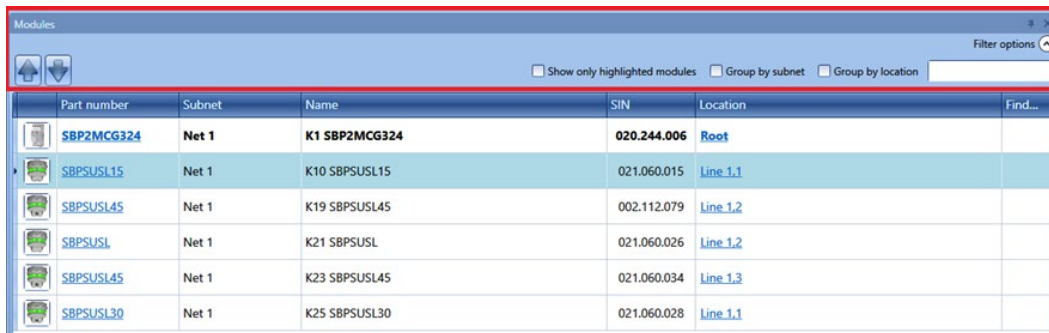 Modules
Filter options
Show only highlighted modules Group by subnet Group by location
Part number Subnet Name SIN Location Find...
SBP2MCG324 Net 1 K1 SBP2MCG324 020.244.006 Root
SBPSUSL15 Net 1 K10 SBPSUSL15 021.060.015 Line 1,1
SBPSUSL45 Net 1 K19 SBPSUSL45 002.112.079 Line 1,2
SBPSUSL Net 1 K21 SBPSUSL 021.060.026 Line 1,2
SBPSUSL45 Net 1 K23 SBPSUSL45 021.060.034 Line 1,3
SBPSUSL30 Net 1 K25 SBPSUSL30 021.060.028 Line 1,1